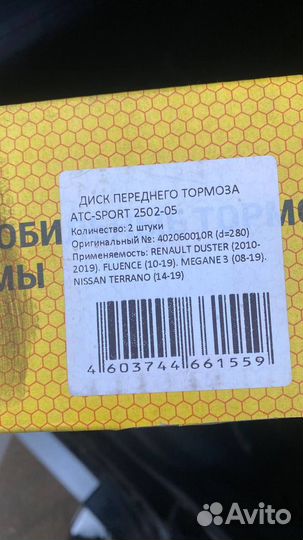 ДИСК ПЕРЕДНЕГО ТОРМОЗА
ATC-SPORT 2502-05
Количество: 2 штуки
Оригинальный №: 402060010R (d=280)
Применяемость: RENAULT DUSTER (2010-
2019). FLUENCE (10-19). MEGANE 3 (08-19).
NISSAN TERRANO (14-19)
4 603744 661559
ОБИ
МЫ
Avito